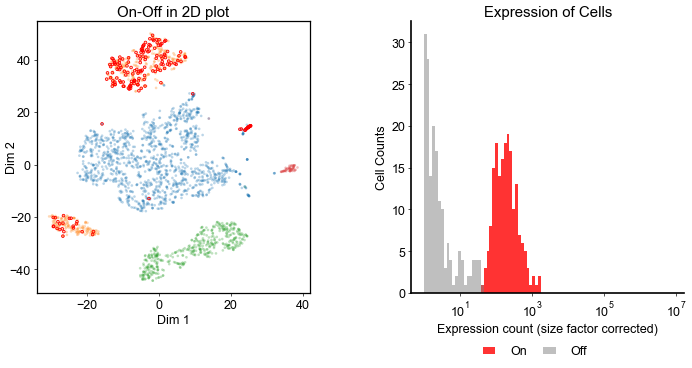 On-Off in 2D plot
40
20
0
−20
−40
Dim 2
−20
0
20
40
Dim 1
Expression of Cells
30
25
20
15
10
5
0
Cell Counts
10^1
10^3
10^5
10^7
Expression count (size factor corrected)
On
Off